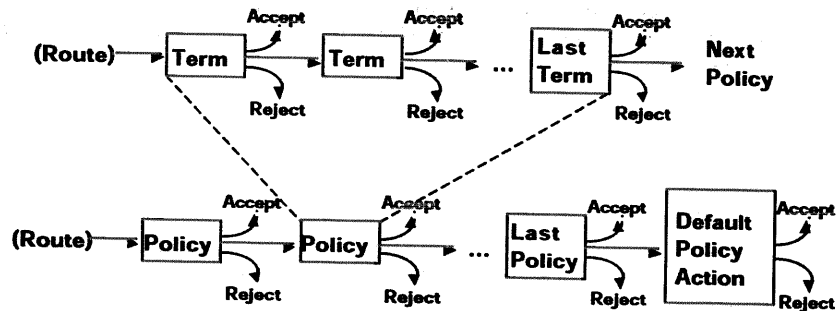 Accept Accept Accept
(Route) Term Term ... Last Term Next Policy
Reject Reject Reject
Accept Accept Accept Accept
(Route) Policy Policy ... Last Policy Default Policy Action
Reject Reject Reject Reject